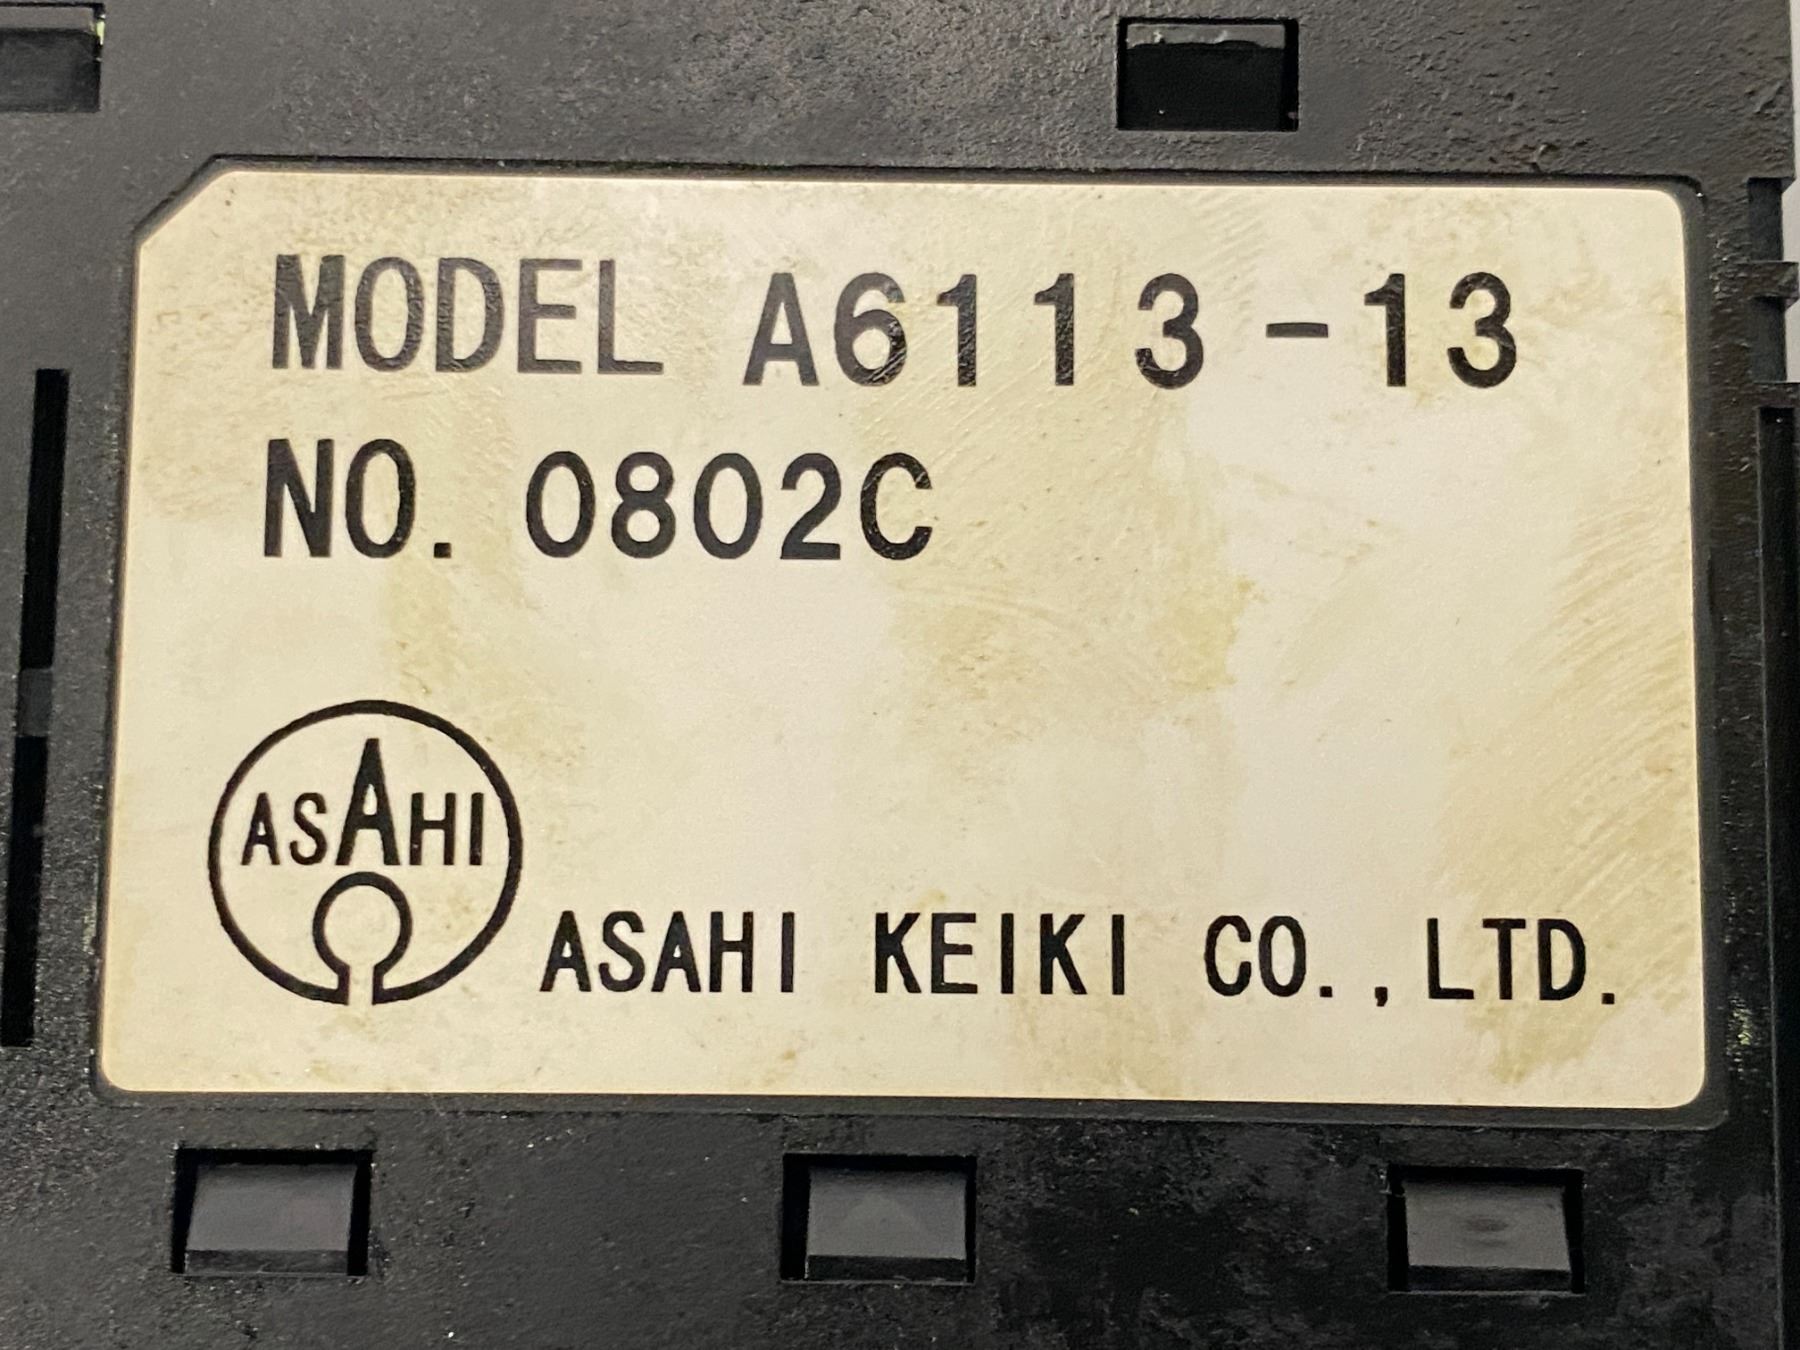 MODEL A6113-13
NO. 0802C
ASAHI
ASAHI KEIKI CO., LTD.